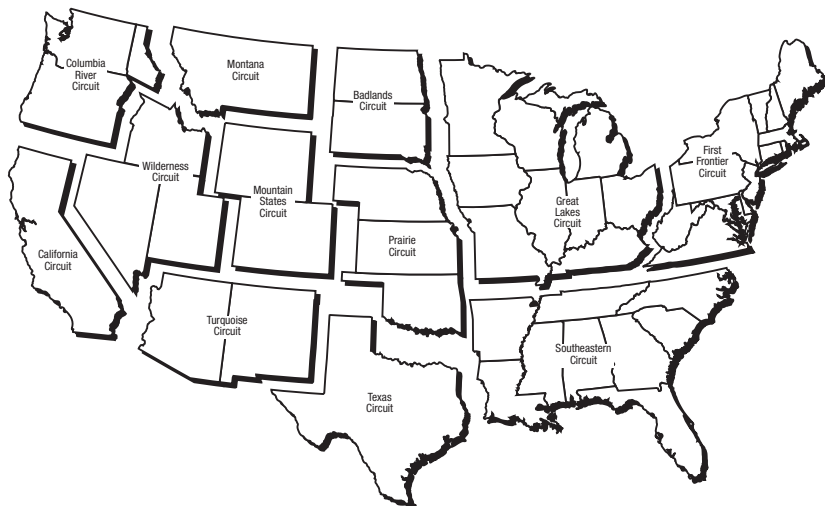 Columbia
River
Circuit
Montana
Circuit
Badlands
Circuit
First
Frontier
Circuit
Wilderness
Circuit
Mountain
States
Circuit
Great
Lakes
Circuit
Prairie
Circuit
California
Circuit
Turquoise
Circuit
Southeastern
Circuit
Texas
Circuit